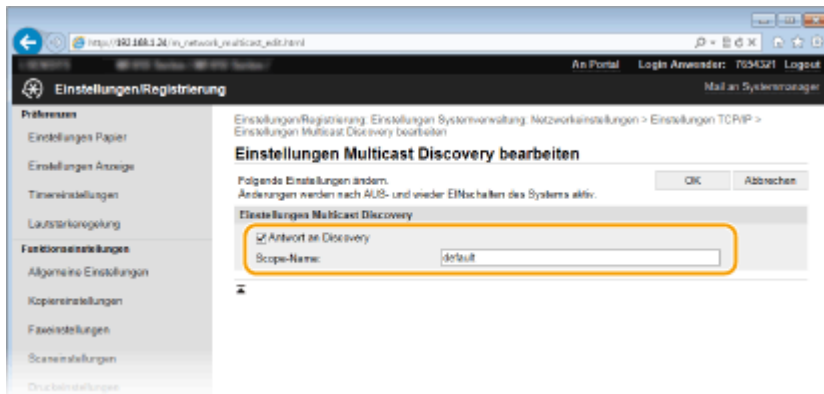 http://192.168.1.24/m_network_multicast_edit.html
An Portal Login Anwender: 7654321 Logout
Einstellungen/Registrierung
Mail an Systemmanager
Präferenzen
Einstellungen Papier
Einstellungen Anzeige
Timereinstellungen
Lautstärkeregelung
Funktionseinstellungen
Allgemeine Einstellungen
Kopiereinstellungen
Faxeinstellungen
Scaneinstellungen
Druckeinstellungen
Einstellungen/Registrierung: Einstellungen Systemverwaltung: Netzwerkeinstellungen > Einstellungen TCP/IP >
Einstellungen Multicast Discovery bearbeiten
Einstellungen Multicast Discovery bearbeiten
Folgende Einstellungen ändern.
Änderungen werden nach AUS- und wieder EINschalten des Systems aktiv.
OK Abbrechen
Einstellungen Multicast Discovery
Antwort an Discovery
Scope-Name: default